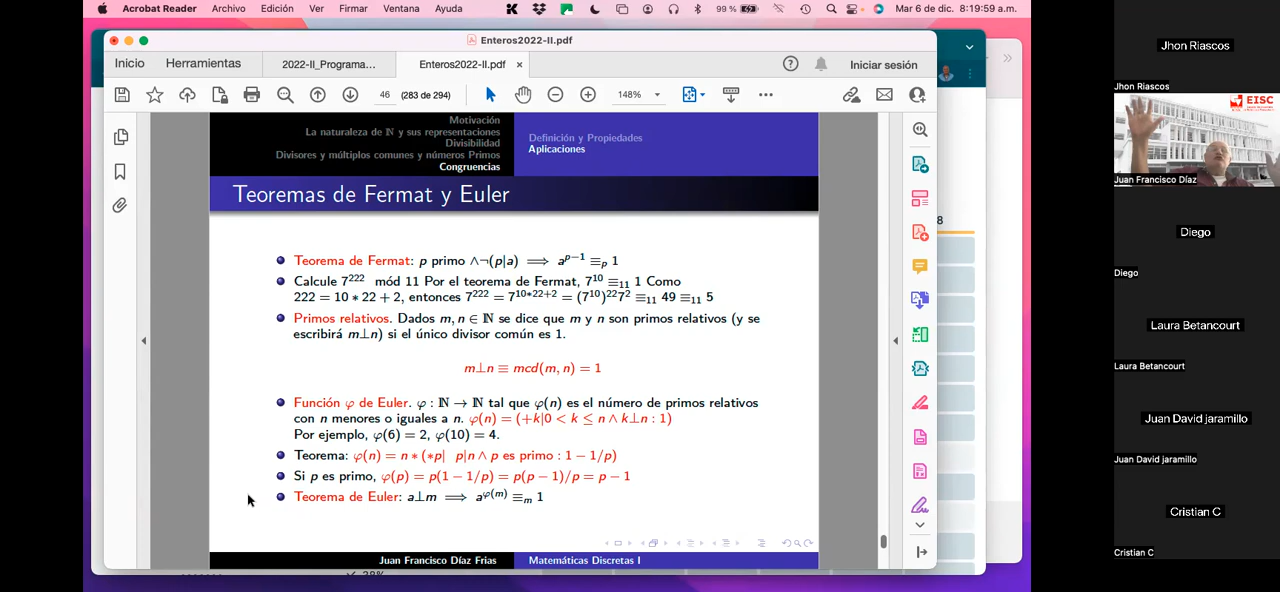 Acrobat Reader Archivo Edición Ver Firmar Ventana Ayuda 99 % Mar 6 de dic. 8:19:59 a.m.
Enteros2022-II.pdf
Inicio Herramientas 2022-II_Programa... Enteros2022-II.pdf × Iniciar sesión
46 (283 de 294) 148%
Motivación
La naturaleza de ℕ y sus representaciones
Divisibilidad
Divisores y múltiplos comunes y números Primos
Congruencias
Definición y Propiedades
Aplicaciones
Teoremas de Fermat y Euler
Teorema de Fermat: p primo ∧¬(p|a) ⟹ a^{p−1} ≡_p 1
Calcule 7^{222} mód 11 Por el teorema de Fermat, 7^{10} ≡_{11} 1 Como
222 = 10 * 22 + 2, entonces 7^{222} = 7^{10*22+2} = (7^{10})^{22}7^2 ≡_{11} 49 ≡_{11} 5
Primos relativos. Dados m, n ∈ ℕ se dice que m y n son primos relativos (y se
escribirá m⊥n) si el único divisor común es 1.
m⊥n ≡ mcd(m, n) = 1
Función φ de Euler. φ : ℕ → ℕ tal que φ(n) es el número de primos relativos
con n menores o iguales a n. φ(n) = (+k|0 < k ≤ n ∧ k⊥n : 1)
Por ejemplo, φ(6) = 2, φ(10) = 4.
Teorema: φ(n) = n * (*p| p|n ∧ p es primo : 1 − 1/p)
Si p es primo, φ(p) = p(1 − 1/p) = p(p − 1)/p = p − 1
Teorema de Euler: a⊥m ⟹ a^{φ(m)} ≡_m 1
Juan Francisco Díaz Frias Matemáticas Discretas I
8
38%
Jhon Riascos
Jhon Riascos
EISC
Juan Francisco Díaz
Diego
Diego
Laura Betancourt
Laura Betancourt
Juan David jaramillo
Juan David jaramillo
Cristian C
Cristian C